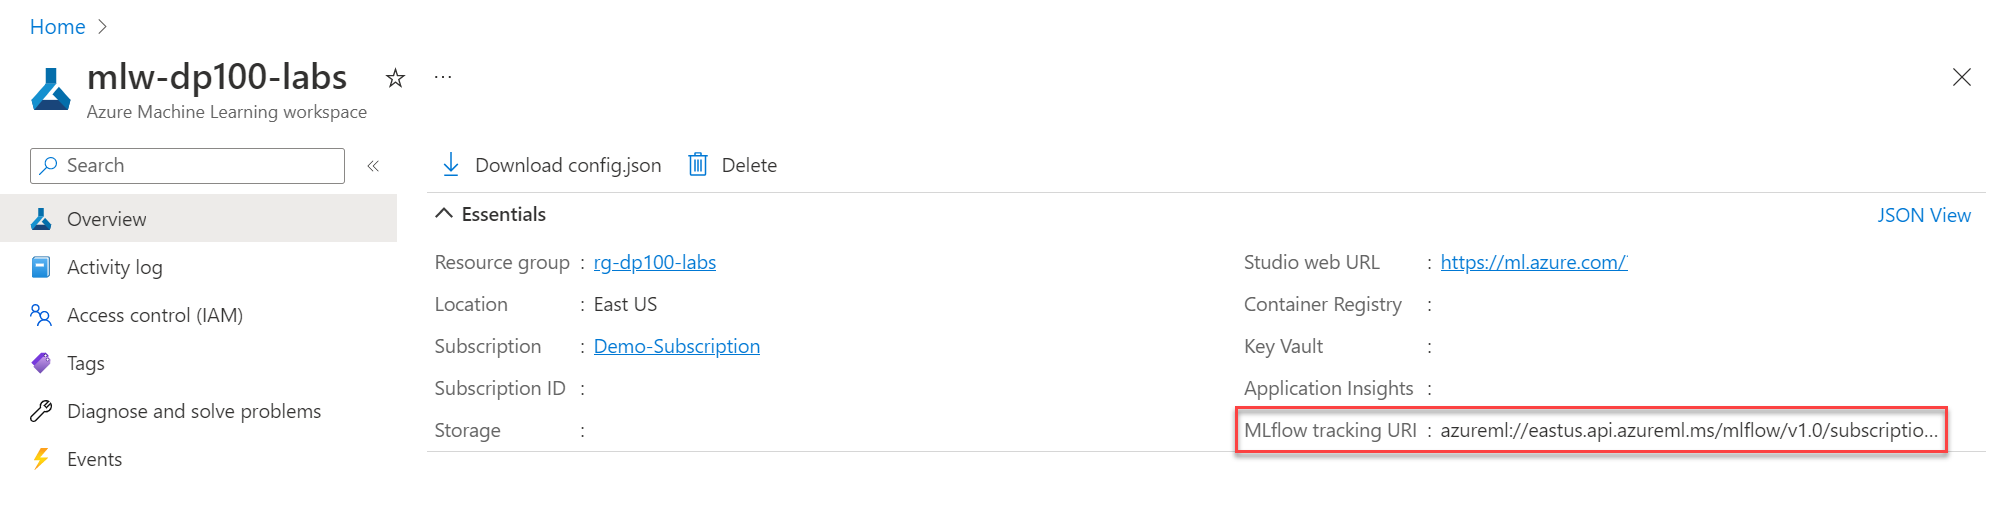 Home >
mlw-dp100-labs ☆ ...
Azure Machine Learning workspace
Search «
Download config.json Delete
Overview
Activity log
Access control (IAM)
Tags
Diagnose and solve problems
Events
Essentials JSON View
Resource group : rg-dp100-labs
Location : East US
Subscription : Demo-Subscription
Subscription ID :
Storage :
Studio web URL : https://ml.azure.com/
Container Registry :
Key Vault :
Application Insights :
MLflow tracking URI : azureml://eastus.api.azureml.ms/mlflow/v1.0/subscriptio...